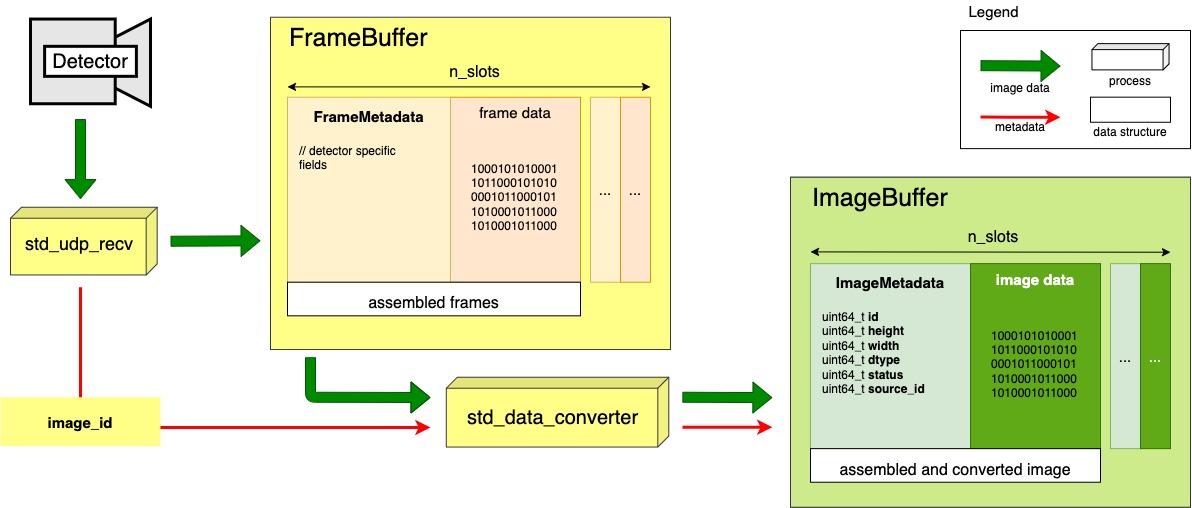 Detector
std_udp_recv
image_id
FrameBuffer
n_slots
FrameMetadata
// detector specific
fields
frame data
1000101010001
1011000101010
0001011000101
1010001011000
1010001011000
...
...
assembled frames
std_data_converter
Legend
image data
process
metadata
data structure
ImageBuffer
n_slots
ImageMetadata
uint64_t id
uint64_t height
uint64_t width
uint64_t dtype
uint64_t status
uint64_t source_id
image data
1000101010001
1011000101010
0001011000101
1010001011000
1010001011000
...
...
assembled and converted image